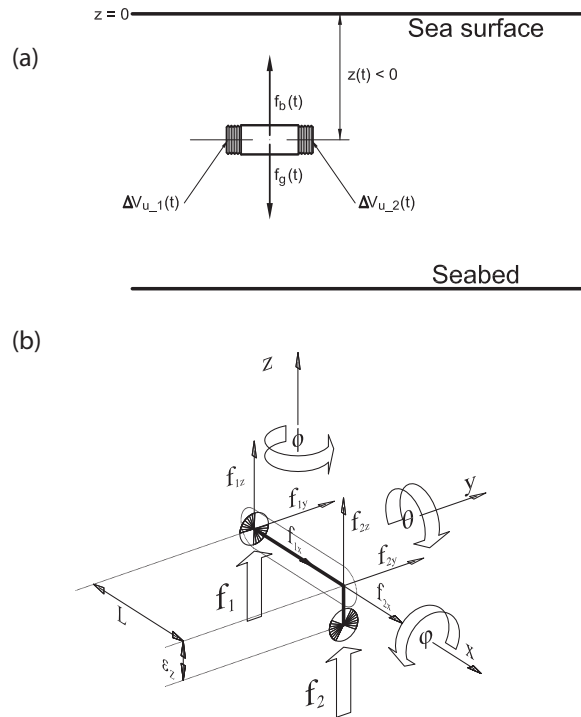 z = 0
Sea surface
(a)
z(t) < 0
f_b(t)
f_g(t)
ΔV_u_1(t)
ΔV_u_2(t)
Seabed
(b)
z
ϕ
f_1z
f_1y
y
f_2z
θ
f_1x
f_2y
f_1
f_2x
L
φ
x
ε_z
f_2